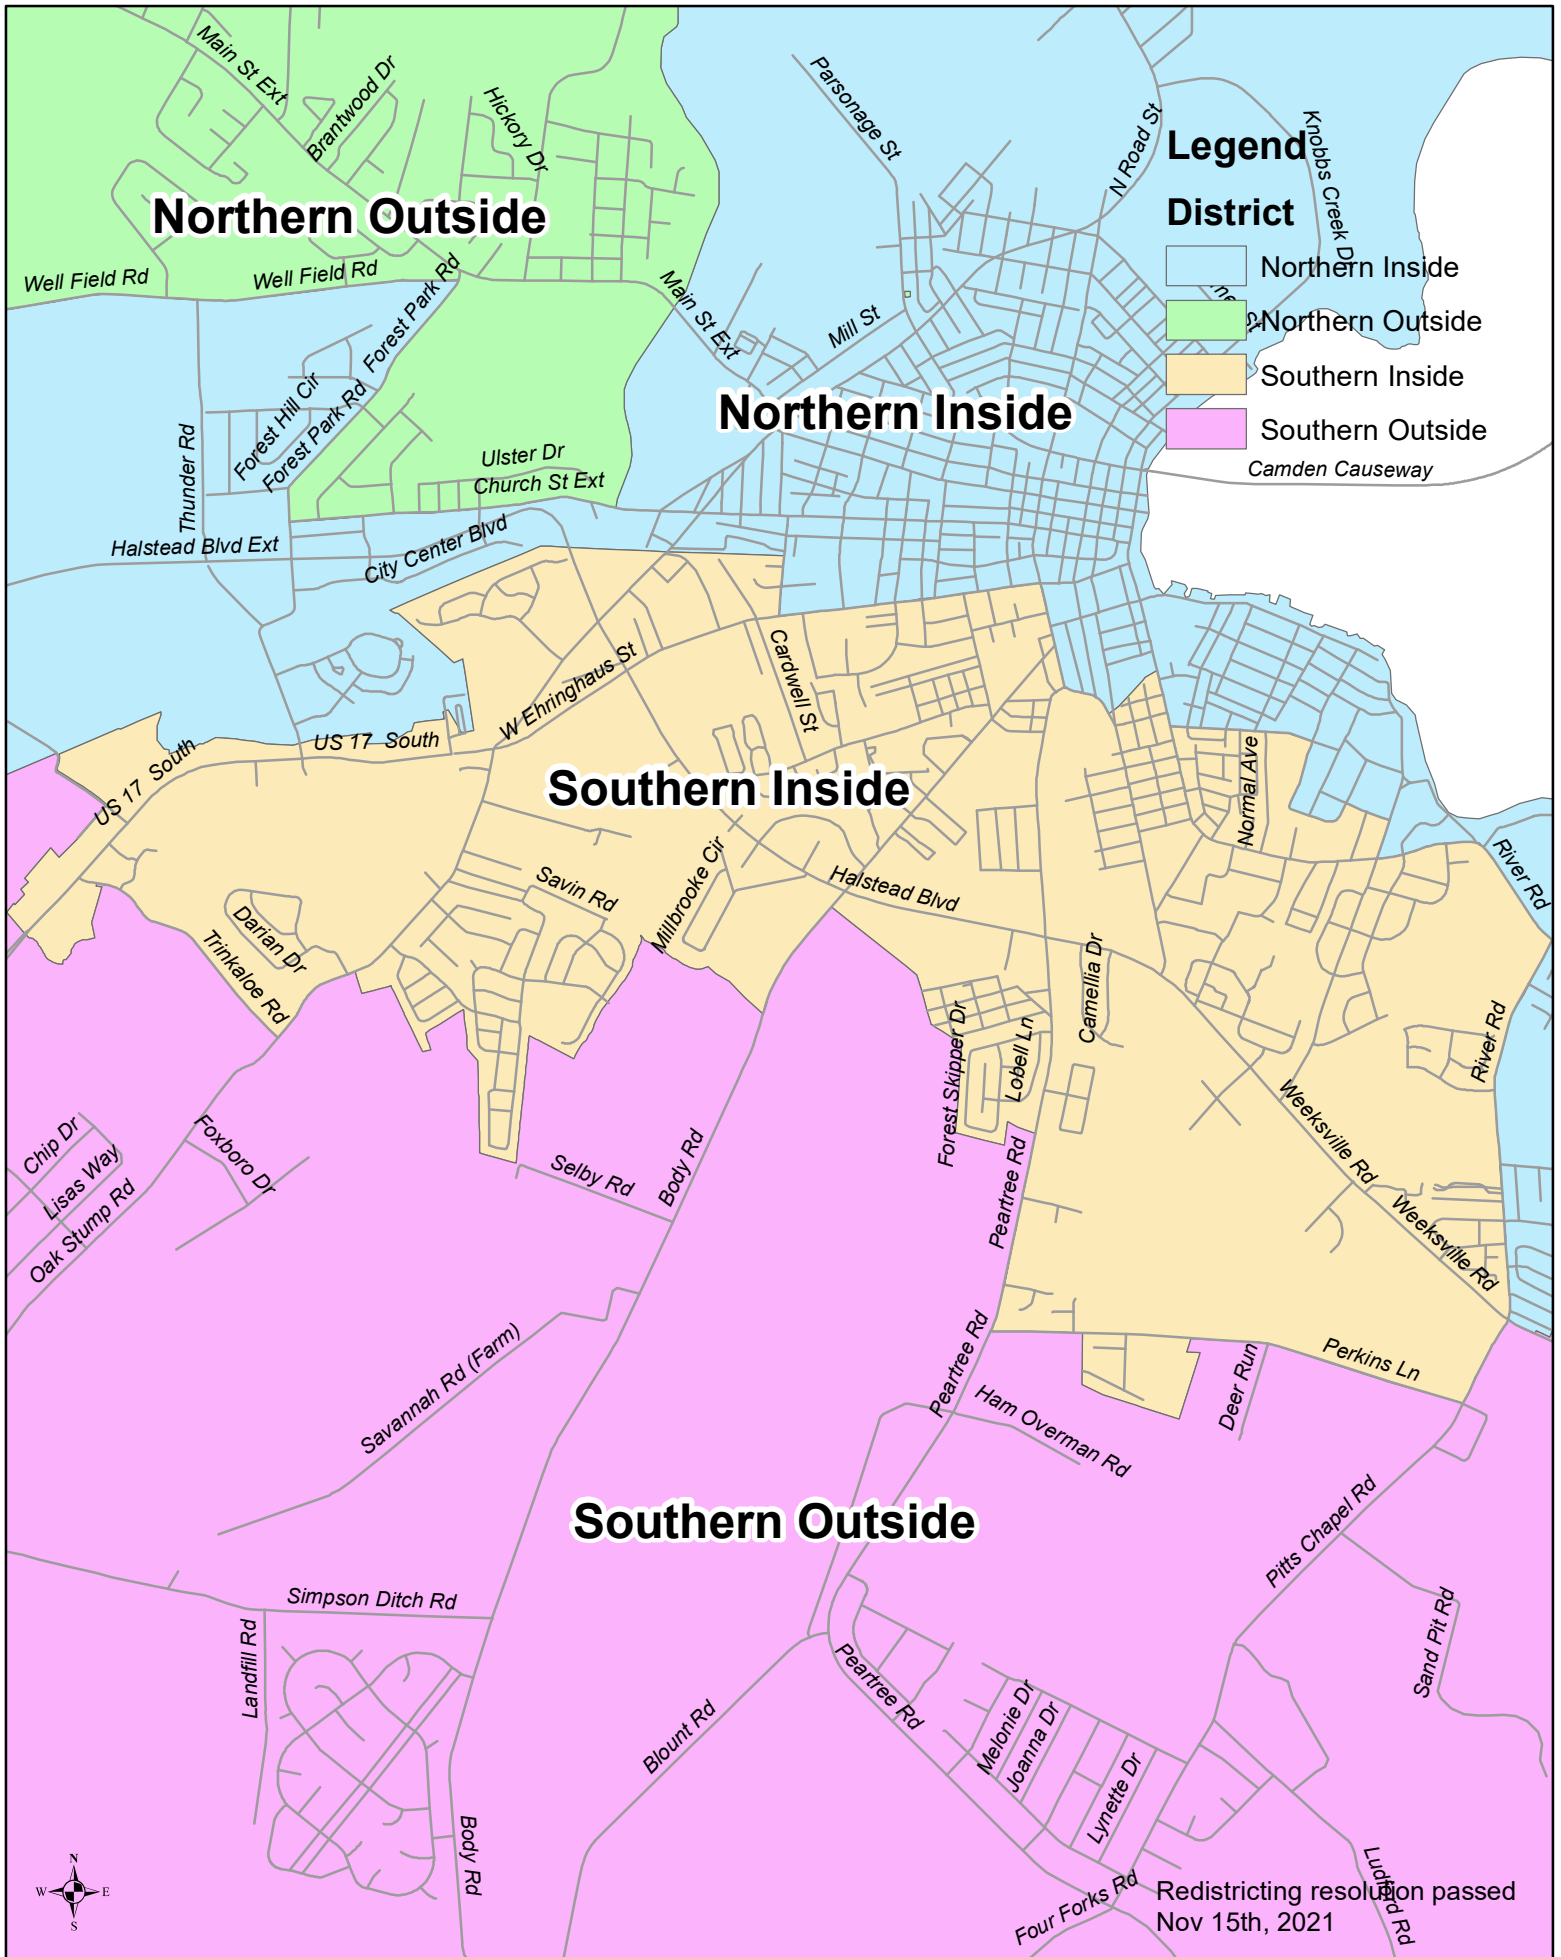 Main St Ext
Brantwood Dr
Hickory Dr
Parsonage St
N Road St
Knobbs Creek Dr
Legend
District
Northern Inside
Northern Outside
Southern Inside
Southern Outside
Northern Outside
Well Field Rd
Well Field Rd
Forest Park Rd
Main St Ext
Mill St
Forest Hill Cir
Forest Park Rd
Northern Inside
Thunder Rd
Ulster Dr
Church St Ext
Camden Causeway
Halstead Blvd Ext
City Center Blvd
W Ehringhaus St
Cardwell St
US 17 South
US 17 South
Southern Inside
Normal Ave
River Rd
Millbrooke Cir
Halstead Blvd
Savin Rd
Darian Dr
Trinkaloe Rd
Camellia Dr
Forest Skipper Dr
Lobell Ln
River Rd
Chip Dr
Lisas Way
Oak Stump Rd
Foxboro Dr
Selby Rd
Body Rd
Peartree Rd
Weeksville Rd
Weeksville Rd
Savannah Rd (Farm)
Peartree Rd
Ham Overman Rd
Deer Run
Perkins Ln
Southern Outside
Pitts Chapel Rd
Sand Pit Rd
Simpson Ditch Rd
Landfill Rd
Peartree Rd
Blount Rd
Melonie Dr
Joanna Dr
Lynette Dr
Body Rd
Four Forks Rd
Ludford Rd
Redistricting resolution passed
Nov 15th, 2021
N
W E
S